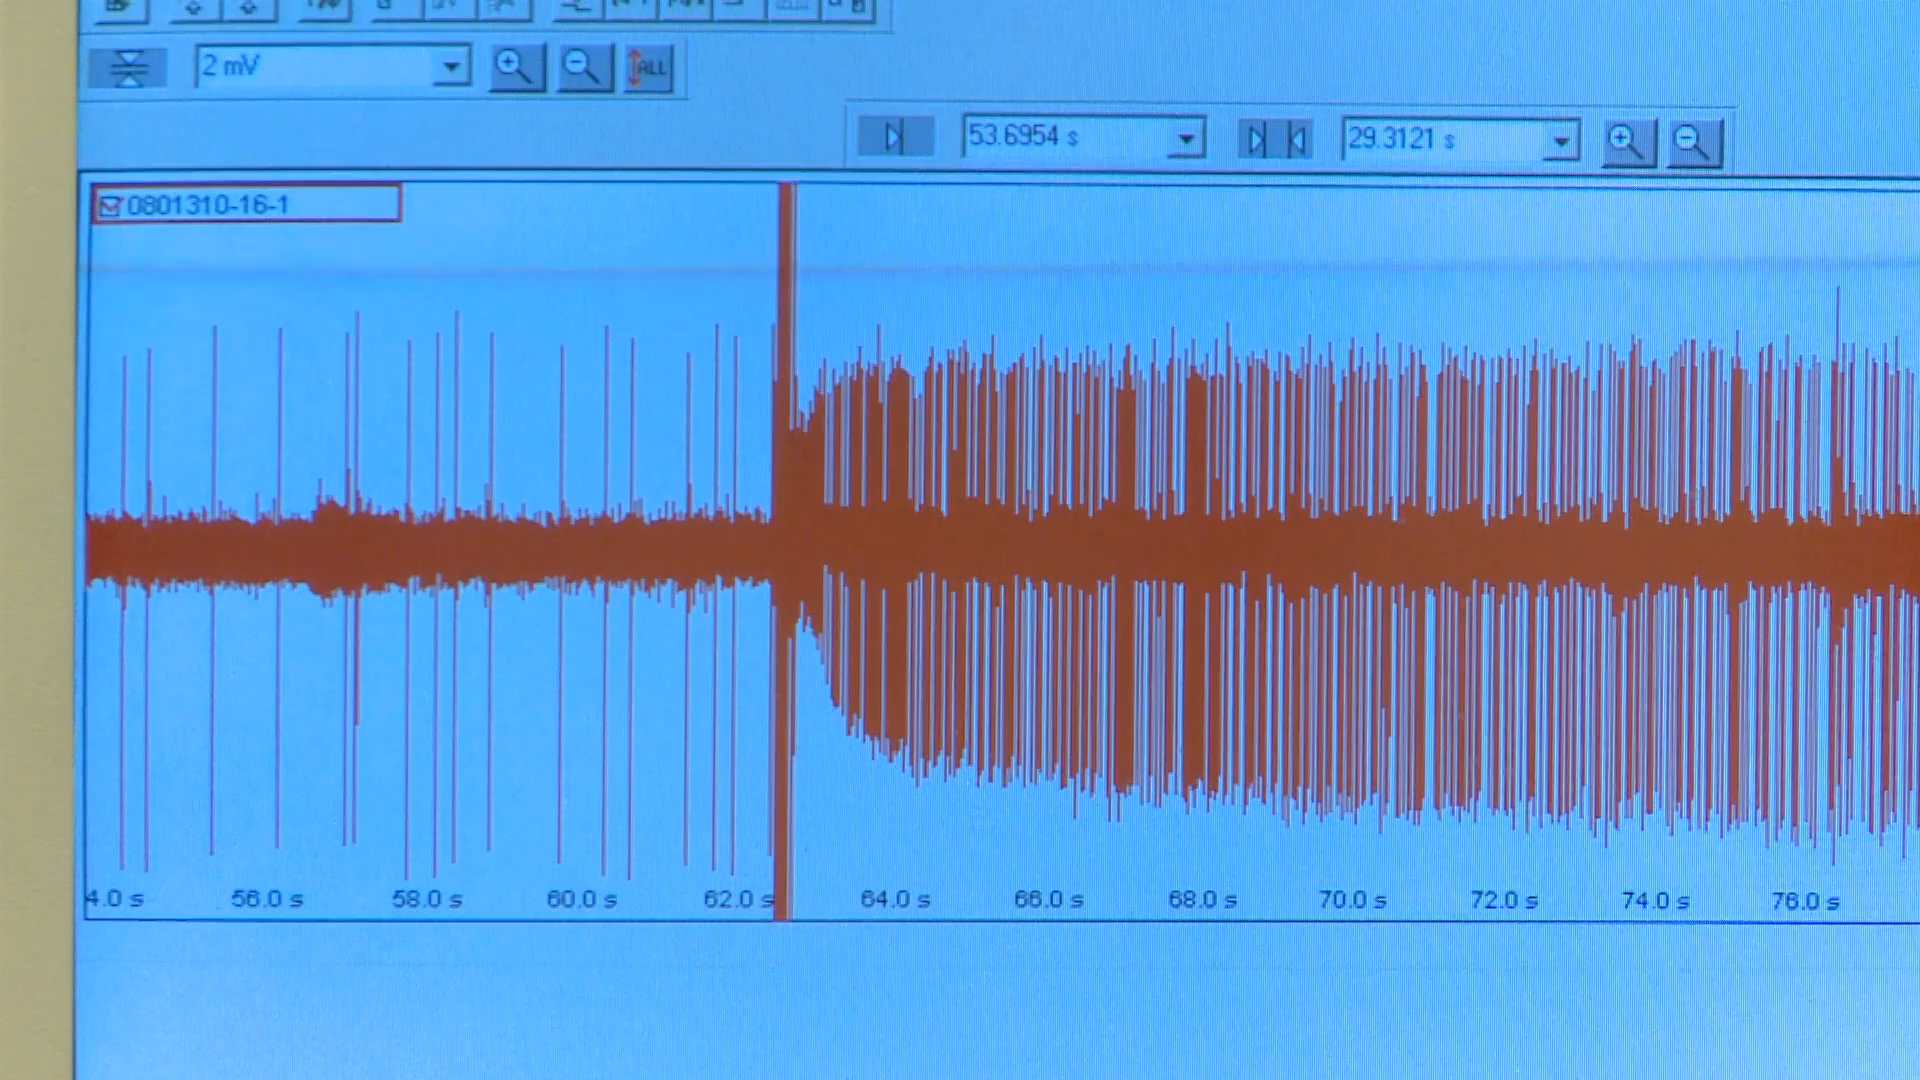 2 mV
ALL
53.6954 s
29.3121 s
0801310-16-1
4.0 s 56.0 s 58.0 s 60.0 s 62.0 s 64.0 s 66.0 s 68.0 s 70.0 s 72.0 s 74.0 s 76.0 s